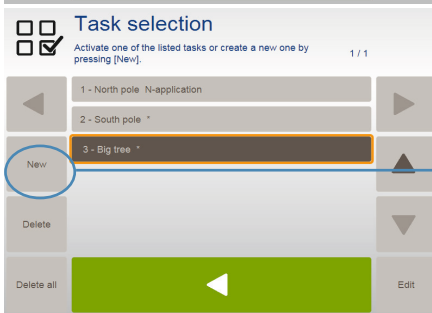 Task selection
Activate one of the listed tasks or create a new one by
pressing [New].
1 / 1
1 - North pole N-application
2 - South pole *
3 - Big tree *
New
Delete
Delete all
Edit